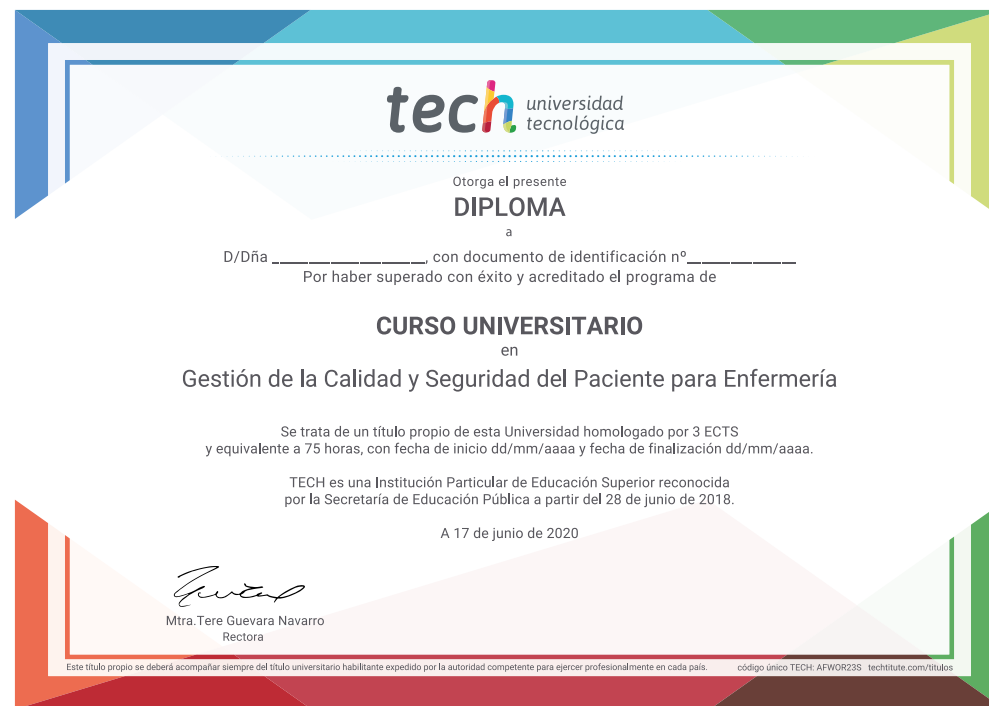 tech universidad
tecnológica
Otorga el presente
DIPLOMA
a
D/Dña ___________________, con documento de identificación nº______________
Por haber superado con éxito y acreditado el programa de
CURSO UNIVERSITARIO
en
Gestión de la Calidad y Seguridad del Paciente para Enfermería
Se trata de un título propio de esta Universidad homologado por 3 ECTS
y equivalente a 75 horas, con fecha de inicio dd/mm/aaaa y fecha de finalización dd/mm/aaaa.
TECH es una Institución Particular de Educación Superior reconocida
por la Secretaría de Educación Pública a partir del 28 de junio de 2018.
A 17 de junio de 2020
Mtra.Tere Guevara Navarro
Rectora
Este título propio se deberá acompañar siempre del título universitario habilitante expedido por la autoridad competente para ejercer profesionalmente en cada país. código único TECH: AFWOR23S techtitute.com/titulos